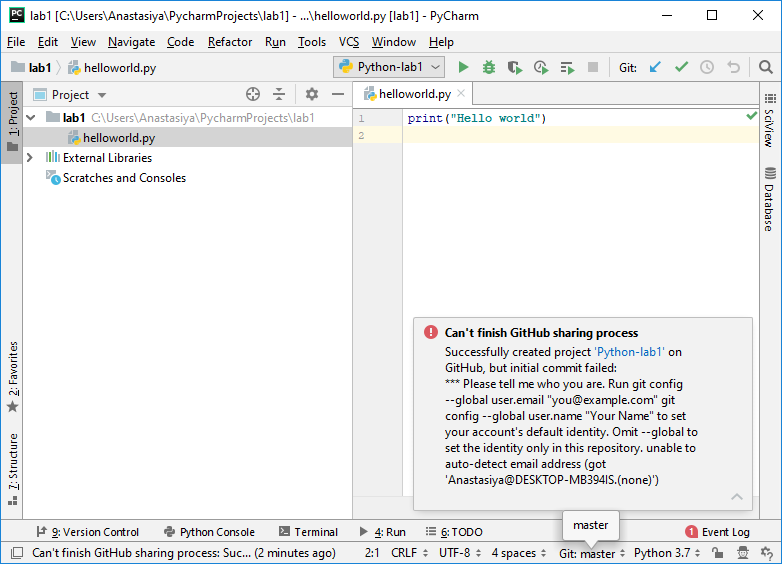 PC lab1 [C:\Users\Anastasiya\PycharmProjects\lab1] - ...\helloworld.py [lab1] - PyCharm
File Edit View Navigate Code Refactor Run Tools VCS Window Help
lab1 helloworld.py Python-lab1 Git:
1: Project
Project
lab1 C:\Users\Anastasiya\PycharmProjects\lab1
helloworld.py
External Libraries
Scratches and Consoles
helloworld.py
1 print("Hello world")
2
SciView
Database
2: Favorites
7: Structure
Can't finish GitHub sharing process
Successfully created project 'Python-lab1' on
GitHub, but initial commit failed:
*** Please tell me who you are. Run git config
--global user.email "you@example.com" git
config --global user.name "Your Name" to set
your account's default identity. Omit --global to
set the identity only in this repository. unable to
auto-detect email address (got
'Anastasiya@DESKTOP-MB394IS.(none)')
master
9: Version Control Python Console Terminal 4: Run 6: TODO 1 Event Log
Can't finish GitHub sharing process: Suc... (2 minutes ago) 2:1 CRLF UTF-8 4 spaces Git: master Python 3.7